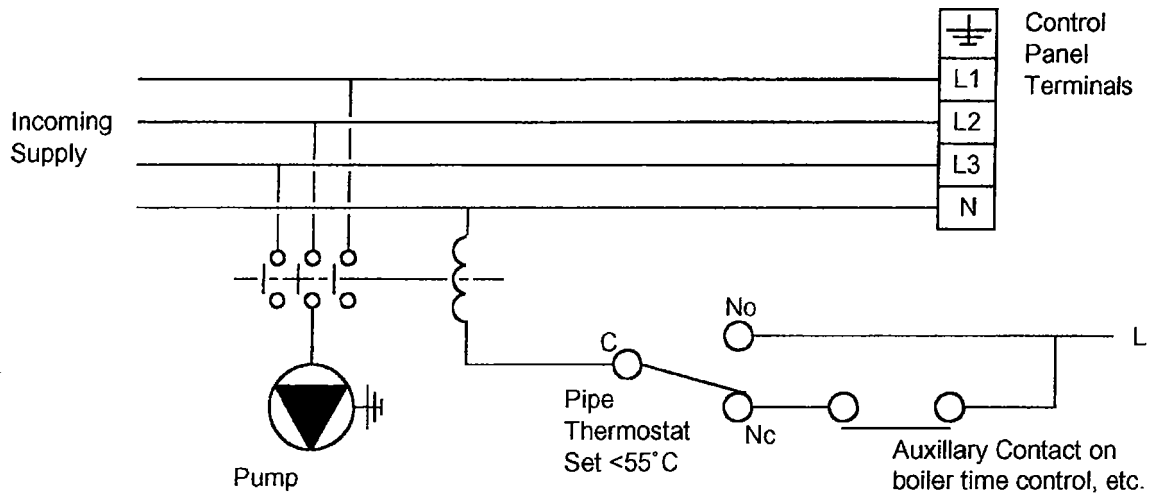 Control
Panel
Terminals
L1
L2
L3
N
Incoming
Supply
No
L
C
Nc
Pipe
Thermostat
Set <55°C
Auxillary Contact on
boiler time control, etc.
Pump